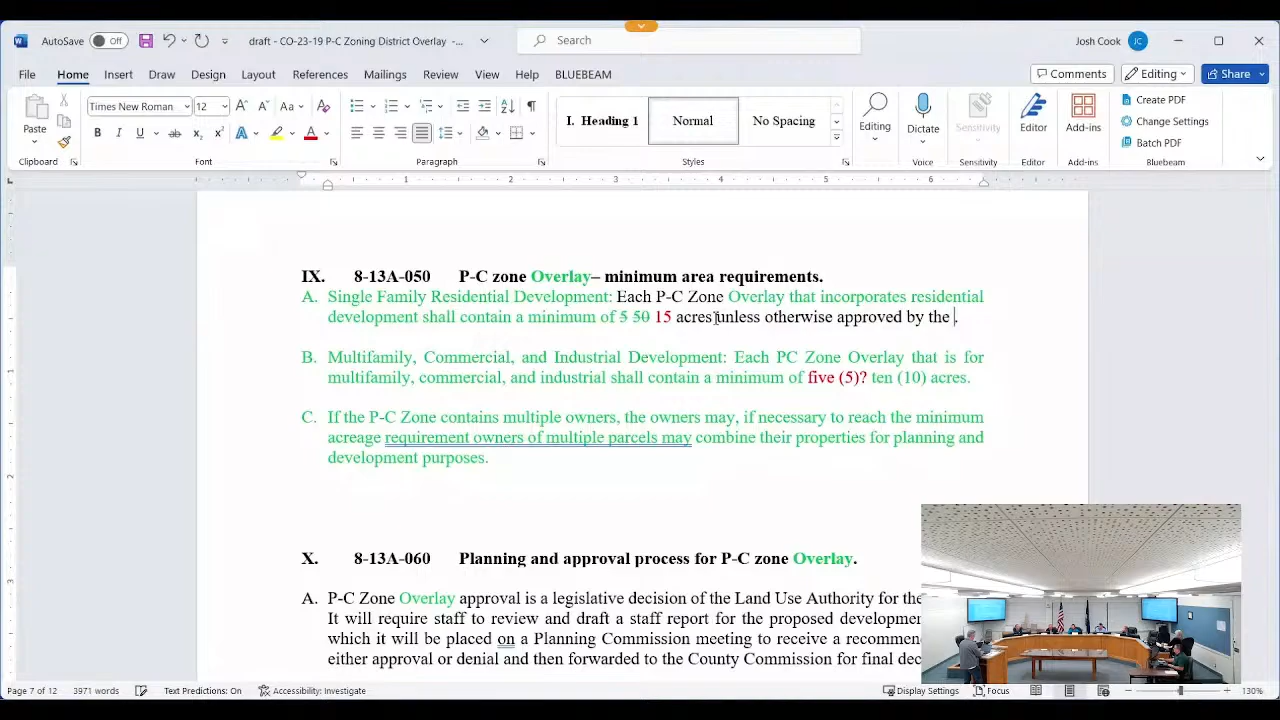 AutoSave Off draft - CO-23-19 P-C Zoning District Overlay -... Search Josh Cook JC
File Home Insert Draw Design Layout References Mailings Review View Help BLUEBEAM Comments Editing Share
Times New Roman 12 A A Aa A
Paste B I U ab x₂ x² A A
I. Heading 1 Normal No Spacing
Editing Dictate Sensitivity Editor Add-ins
Create PDF
Change Settings
Batch PDF
Clipboard Font Paragraph Styles Voice Sensitivity Editor Add-ins Bluebeam
1 2 3 4 5 6
IX. 8-13A-050 P-C zone Overlay– minimum area requirements.
A. Single Family Residential Development: Each P-C Zone Overlay that incorporates residential
development shall contain a minimum of 5 50 15 acres unless otherwise approved by the .
B. Multifamily, Commercial, and Industrial Development: Each PC Zone Overlay that is for
multifamily, commercial, and industrial shall contain a minimum of five (5)? ten (10) acres.
C. If the P-C Zone contains multiple owners, the owners may, if necessary to reach the minimum
acreage requirement owners of multiple parcels may combine their properties for planning and
development purposes.
X. 8-13A-060 Planning and approval process for P-C zone Overlay.
A. P-C Zone Overlay approval is a legislative decision of the Land Use Authority for the
It will require staff to review and draft a staff report for the proposed developmen
which it will be placed on a Planning Commission meeting to receive a recommen
either approval or denial and then forwarded to the County Commission for final dec
Page 7 of 12 3971 words Text Predictions: On Accessibility: Investigate Display Settings Focus 130%